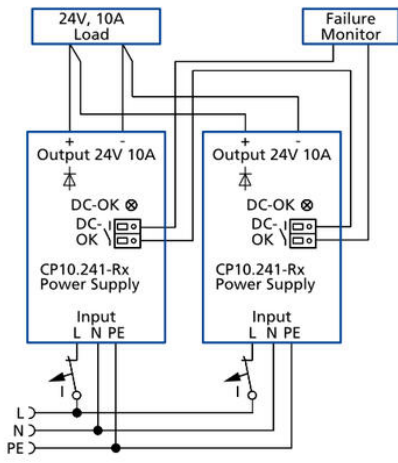 24V, 10A
Load
Failure
Monitor
+ -
Output 24V 10A
DC-OK
DC-
OK
CP10.241-Rx
Power Supply
Input
L N PE
I
+ -
Output 24V 10A
DC-OK
DC-
OK
CP10.241-Rx
Power Supply
Input
L N PE
I
L
N
PE